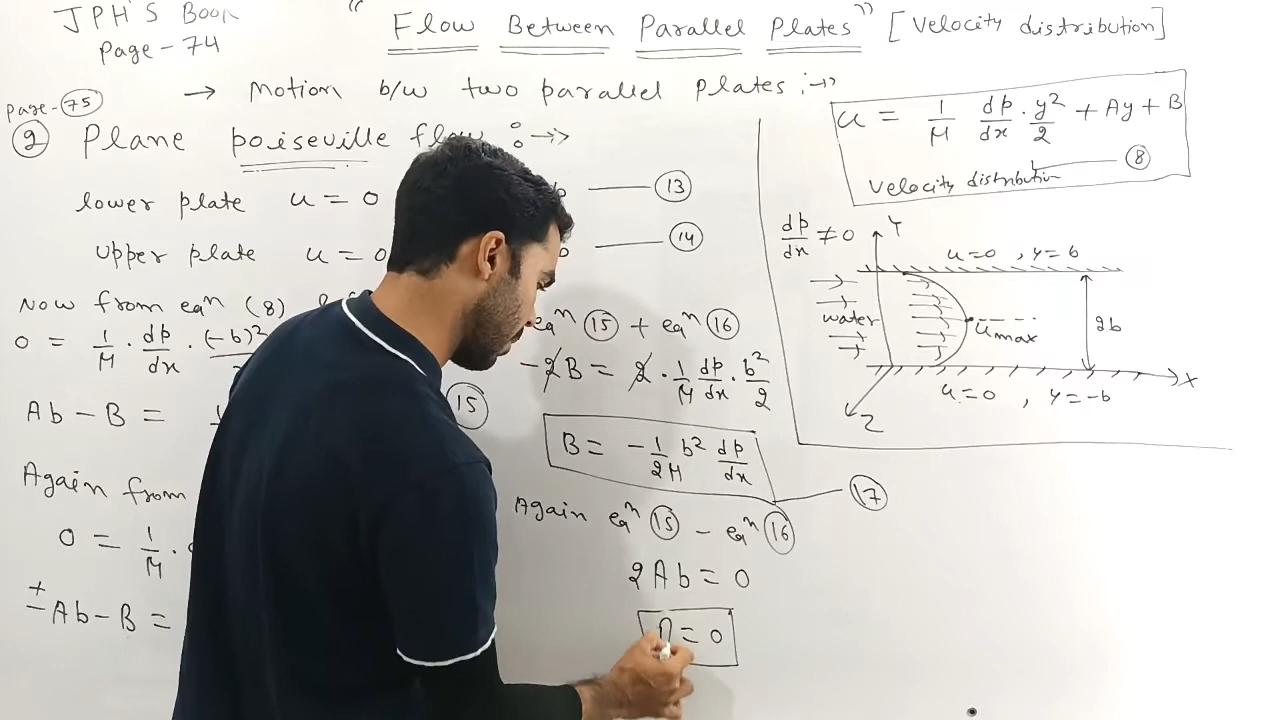 JPH'S Book
Page - 74
" Flow Between Parallel Plates " [Velocity distribution]
→ Motion b/w two parallel plates :→
Page - 75
2 Plane poiseville flow :→>
lower plate u = 0 b — 13
upper plate u = 0 b — 14
Now from eqn (8)
0 = 1/μ · dp/dx · (-b)²
Ab - B = 15
Again from
0 = 1/μ ·
± Ab - B =
eqn 15 + eqn 16
-2B = 2 · 1/μ dp/dx · b²/2
B = - 1/2μ b² dp/dx — 17
Again eqn 15 - eqn 16
2Ab = 0
A = 0
u = 1/μ dp/dx · y²/2 + Ay + B
8
Velocity distribution
dp/dx ≠ 0
Y
u=0 , y=b
water
umax
2b
X
u=0 , y=-b
Z